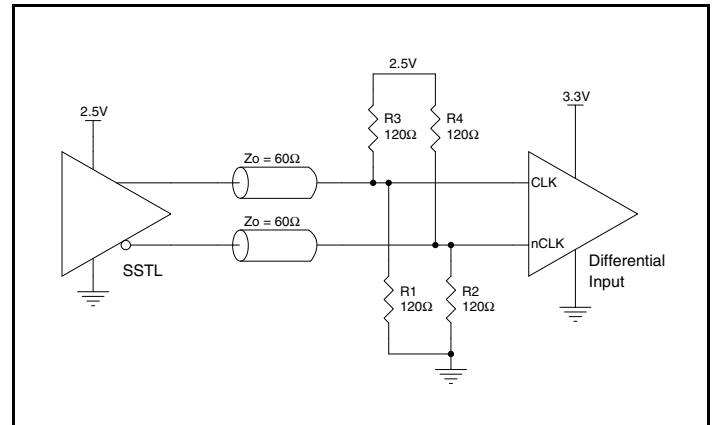 2.5V
2.5V
3.3V
R3
120Ω
R4
120Ω
Zo = 60Ω
CLK
Zo = 60Ω
nCLK
SSTL
Differential
Input
R1
120Ω
R2
120Ω